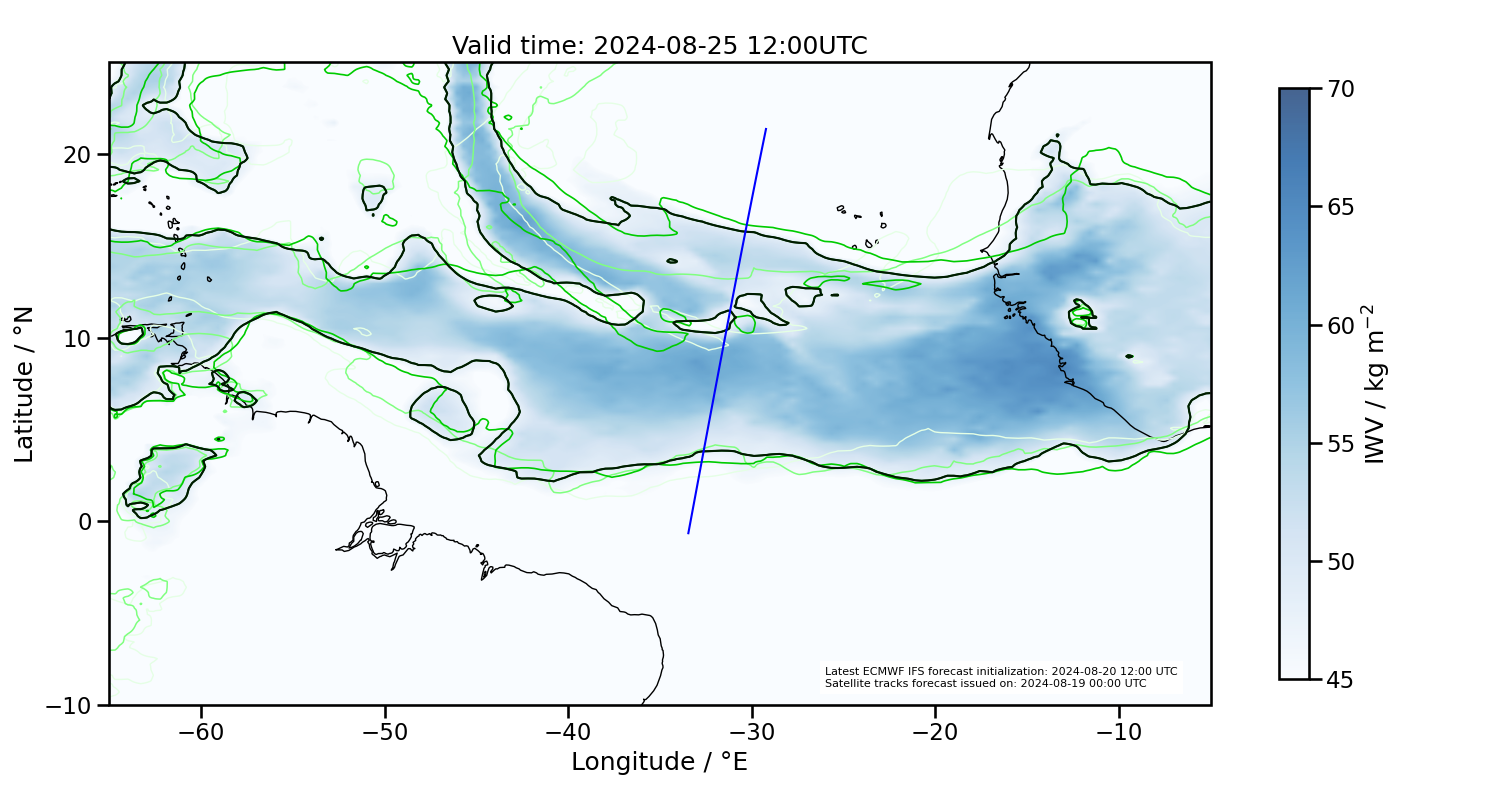 Valid time: 2024-08-25 12:00UTC
70
65
60
55
50
45
IWV / kg m⁻²
20
10
0
−10
Latitude / °N
−60
−50
−40
−30
−20
−10
Longitude / °E
Latest ECMWF IFS forecast initialization: 2024-08-20 12:00 UTC
Satellite tracks forecast issued on: 2024-08-19 00:00 UTC